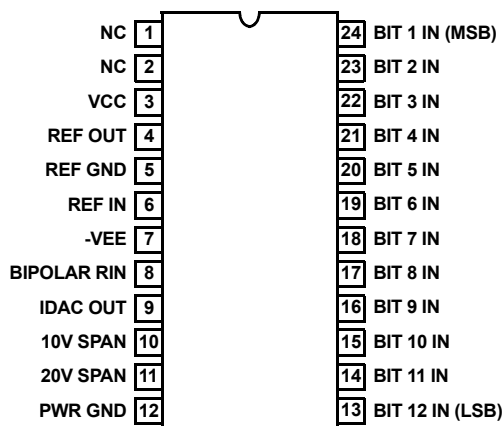 NC 1 24 BIT 1 IN (MSB)
NC 2 23 BIT 2 IN
VCC 3 22 BIT 3 IN
REF OUT 4 21 BIT 4 IN
REF GND 5 20 BIT 5 IN
REF IN 6 19 BIT 6 IN
-VEE 7 18 BIT 7 IN
BIPOLAR RIN 8 17 BIT 8 IN
IDAC OUT 9 16 BIT 9 IN
10V SPAN 10 15 BIT 10 IN
20V SPAN 11 14 BIT 11 IN
PWR GND 12 13 BIT 12 IN (LSB)